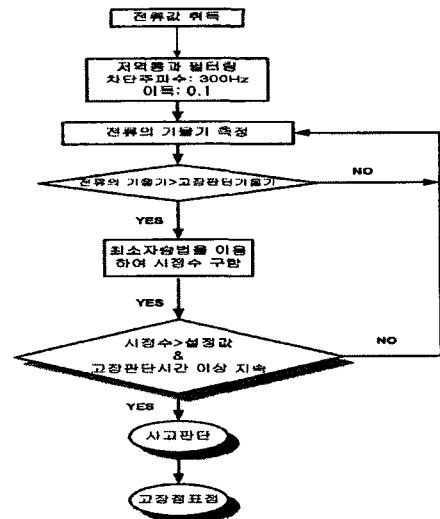 전류값 취득
저역통과 필터링
차단주파수: 300Hz
이득: 0.1
전류의 기울기 측정
전류의 기울기>고장판단기울기
NO
YES
최소자승법을 이용
하여 시정수 구함
YES
시정수>설정값
&
고장판단시간 이상 지속
NO
YES
사고판단
고장점표정